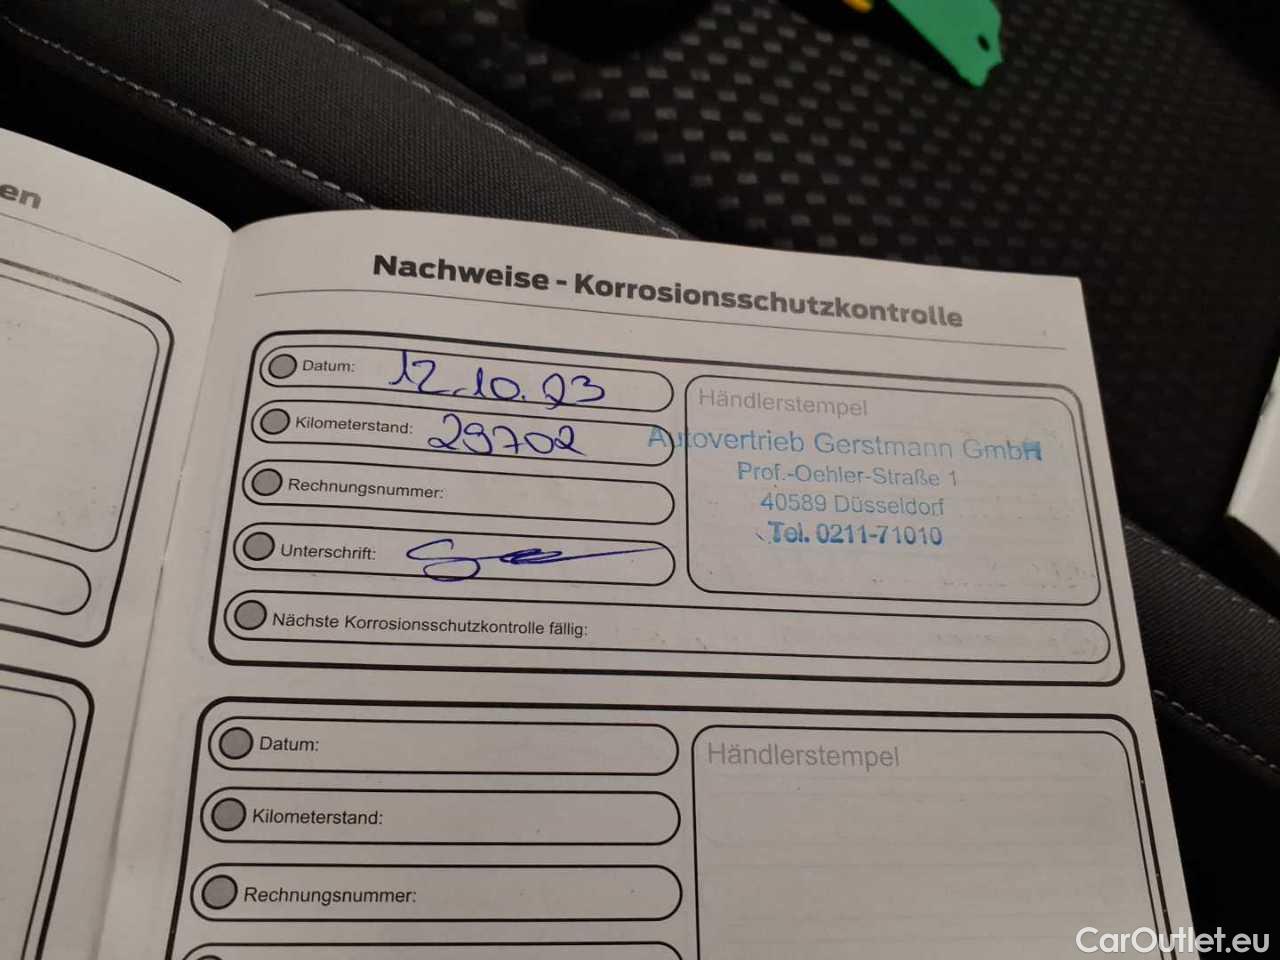 en
Nachweise - Korrosionsschutzkontrolle
Datum: 12.10.23
Kilometerstand: 29702
Rechnungsnummer:
Unterschrift:
Händlerstempel
Autovertrieb Gerstmann GmbH
Prof.-Oehler-Straße 1
40589 Düsseldorf
Tel. 0211-71010
Nächste Korrosionsschutzkontrolle fällig:
Datum:
Kilometerstand:
Rechnungsnummer:
Händlerstempel
CarOutlet.eu